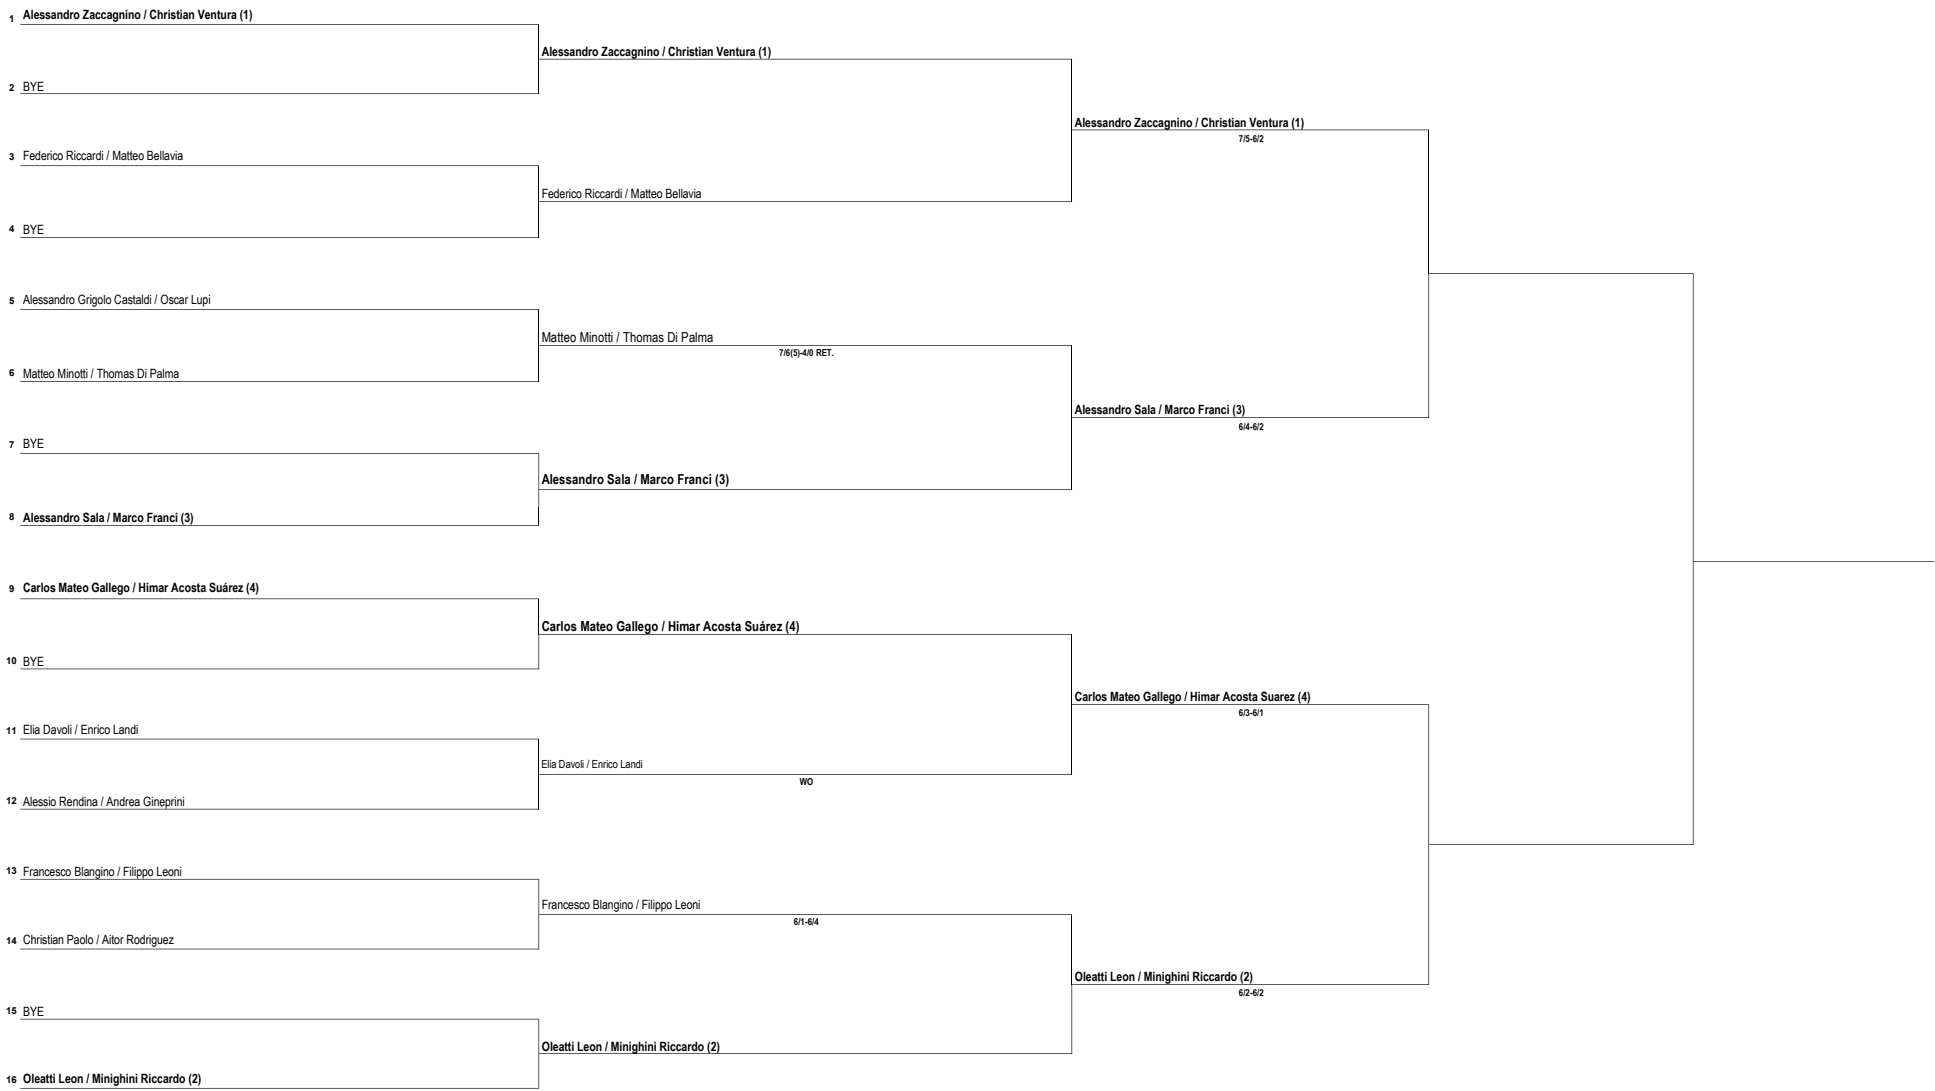 1 Alessandro Zaccagnino / Christian Ventura (1)
Alessandro Zaccagnino / Christian Ventura (1)
2 BYE
Alessandro Zaccagnino / Christian Ventura (1)
7/5-6/2
3 Federico Riccardi / Matteo Bellavia
Federico Riccardi / Matteo Bellavia
4 BYE
5 Alessandro Grigolo Castaldi / Oscar Lupi
Matteo Minotti / Thomas Di Palma
7/6(5)-4/0 RET.
6 Matteo Minotti / Thomas Di Palma
Alessandro Sala / Marco Franci (3)
6/4-6/2
7 BYE
Alessandro Sala / Marco Franci (3)
8 Alessandro Sala / Marco Franci (3)
9 Carlos Mateo Gallego / Himar Acosta Suárez (4)
Carlos Mateo Gallego / Himar Acosta Suárez (4)
10 BYE
Carlos Mateo Gallego / Himar Acosta Suarez (4)
6/3-6/1
11 Elia Davoli / Enrico Landi
Elia Davoli / Enrico Landi
WO
12 Alessio Rendina / Andrea Gineprini
13 Francesco Blangino / Filippo Leoni
Francesco Blangino / Filippo Leoni
6/1-6/4
14 Christian Paolo / Aitor Rodriguez
Oleatti Leon / Minighini Riccardo (2)
6/2-6/2
15 BYE
Oleatti Leon / Minighini Riccardo (2)
16 Oleatti Leon / Minighini Riccardo (2)